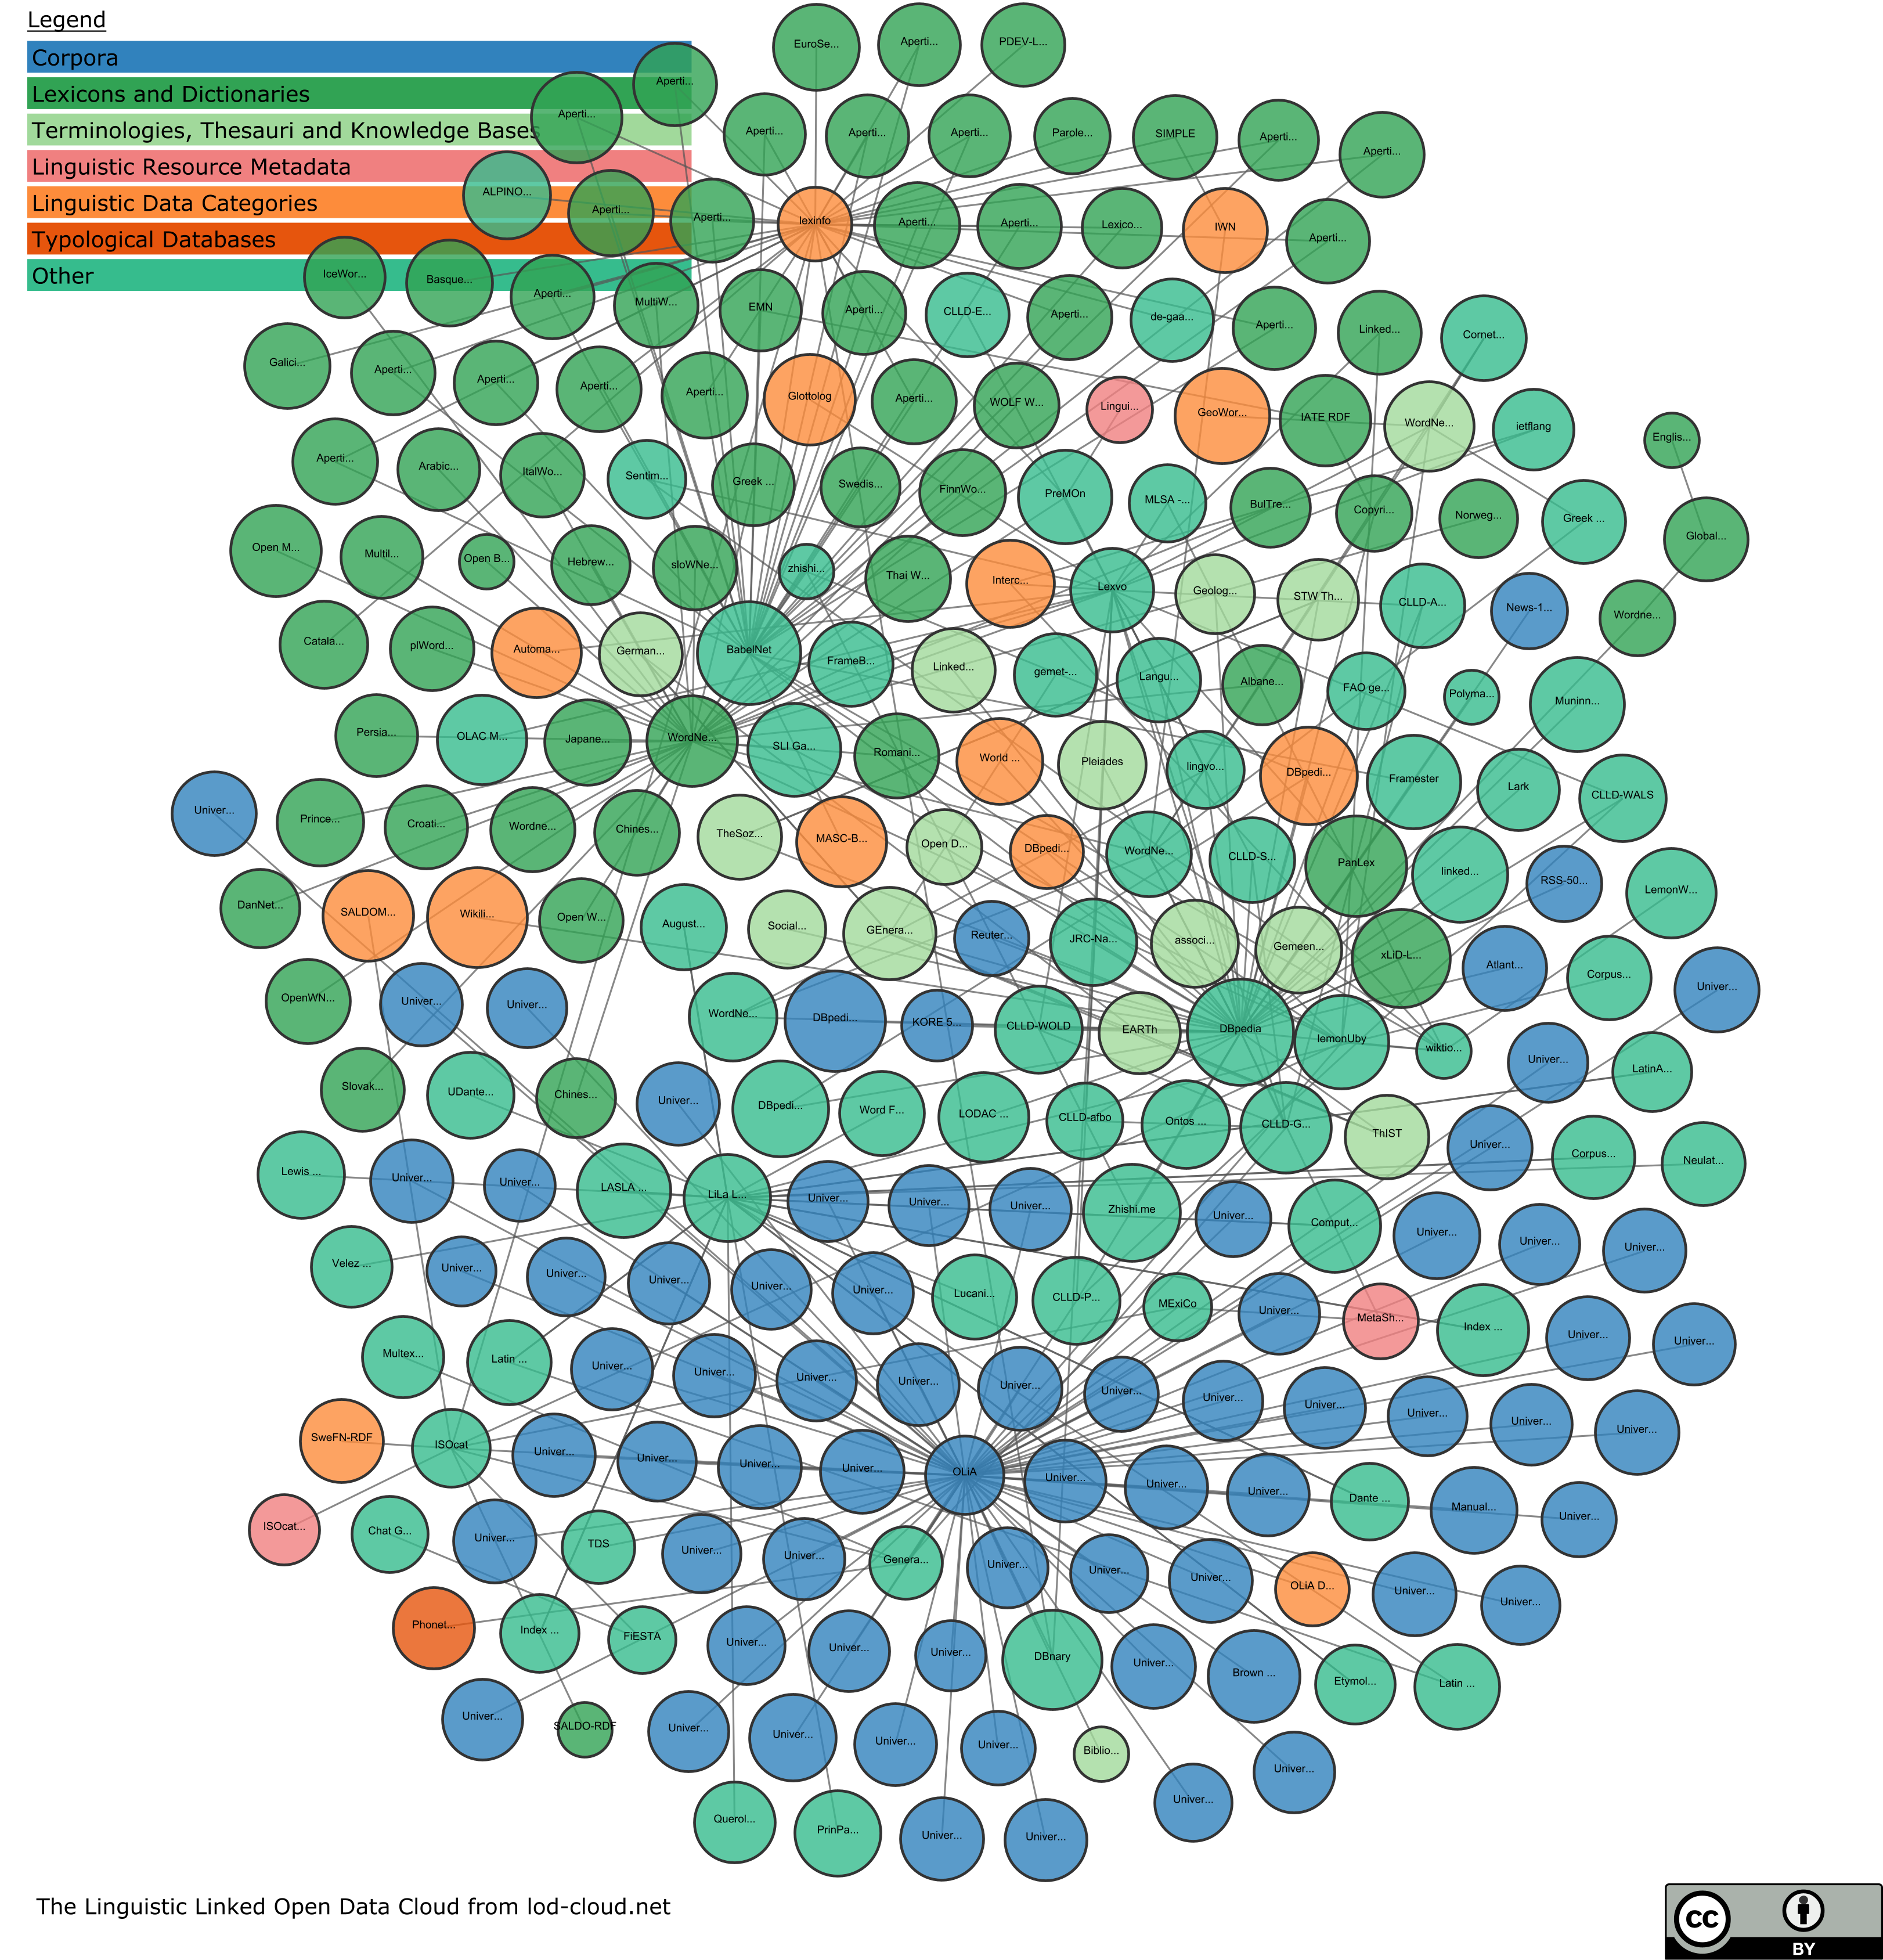 Legend
Corpora
Lexicons and Dictionaries
Terminologies, Thesauri and Knowledge Bases
Linguistic Resource Metadata
Linguistic Data Categories
Typological Databases
Other
EuroSe...
Aperti...
PDEV-L...
Aperti...
Aperti...
Aperti...
Aperti...
Aperti...
Parole...
SIMPLE
Aperti...
Aperti...
ALPINO...
Aperti...
Aperti...
lexinfo
Aperti...
Aperti...
Lexico...
IWN
Aperti...
IceWor...
Basque...
Aperti...
MultiW...
EMN
Aperti...
CLLD-E...
Aperti...
de-gaa...
Aperti...
Linked...
Cornet...
Galici...
Aperti...
Aperti...
Aperti...
Aperti...
Glottolog
Aperti...
WOLF W...
Lingui...
GeoWor...
IATE RDF
WordNe...
ietflang
Englis...
Aperti...
Arabic...
ItalWo...
Sentim...
Greek ...
Swedis...
FinnWo...
PreMOn
MLSA -...
BulTre...
Copyri...
Norweg...
Greek ...
Global...
Open M...
Multil...
Open B...
Hebrew...
sloWNe...
zhishi...
Thai W...
Interc...
Lexvo
Geolog...
STW Th...
CLLD-A...
News-1...
Wordne...
Catala...
plWord...
Automa...
German...
BabelNet
FrameB...
Linked...
gemet-...
Langu...
Albane...
FAO ge...
Polyma...
Muninn...
Persia...
OLAC M...
Japane...
WordNe...
SLI Ga...
Romani...
World ...
Pleiades
lingvo...
DBpedi...
Framester
Lark
CLLD-WALS
Univer...
Prince...
Croati...
Wordne...
Chines...
TheSoz...
MASC-B...
Open D...
DBpedi...
WordNe...
CLLD-S...
PanLex
linked...
RSS-50...
LemonW...
DanNet...
SALDOM...
Wikili...
Open W...
August...
Social...
GEnera...
Reuter...
JRC-Na...
associ...
Gemeen...
xLiD-L...
Atlant...
Corpus...
Univer...
OpenWN...
Univer...
Univer...
WordNe...
DBpedi...
KORE 5...
CLLD-WOLD
EARTh
DBpedia
lemonUby
wiktio...
Univer...
LatinA...
Slovak...
UDante...
Chines...
Univer...
DBpedi...
Word F...
LODAC ...
CLLD-afbo
Ontos ...
CLLD-G...
ThIST
Univer...
Corpus...
Neulat...
Lewis ...
Univer...
Univer...
LASLA ...
LiLa L...
Univer...
Univer...
Univer...
Zhishi.me
Univer...
Comput...
Univer...
Univer...
Univer...
Velez ...
Univer...
Univer...
Univer...
Univer...
Univer...
Lucani...
CLLD-P...
MExiCo
Univer...
MetaSh...
Index ...
Univer...
Univer...
Multex...
Latin ...
Univer...
Univer...
Univer...
Univer...
Univer...
Univer...
Univer...
Univer...
Univer...
Univer...
Univer...
SweFN-RDF
ISOcat
Univer...
Univer...
Univer...
Univer...
OLiA
Univer...
Univer...
Univer...
Dante ...
Manual...
Univer...
ISOcat...
Chat G...
Univer...
TDS
Univer...
Univer...
Genera...
Univer...
Univer...
Univer...
OLiA D...
Univer...
Univer...
Phonet...
Index ...
FiESTA
Univer...
Univer...
Univer...
DBnary
Univer...
Brown ...
Etymol...
Latin ...
Univer...
SALDO-RDF
Univer...
Univer...
Univer...
Univer...
Biblio...
Univer...
Univer...
Querol...
PrinPa...
Univer...
Univer...
The Linguistic Linked Open Data Cloud from lod-cloud.net
cc
BY